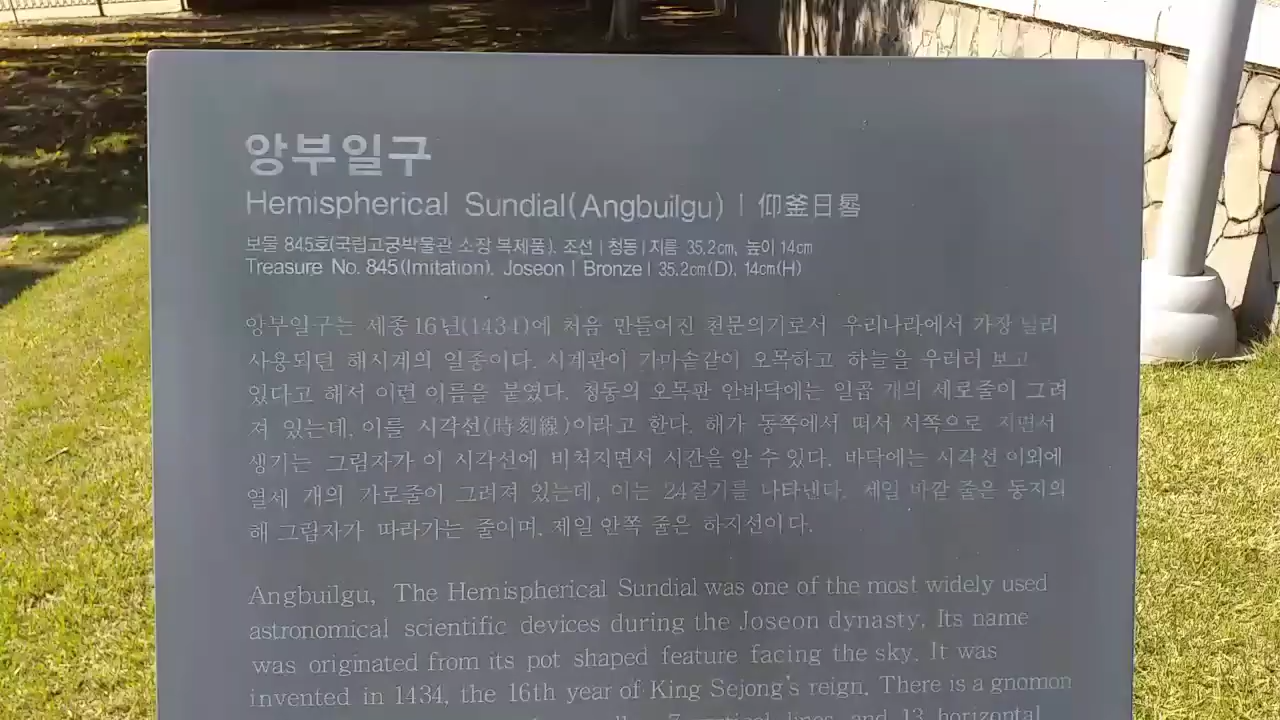 앙부일구
Hemispherical Sundial(Angbuilgu) | 仰釜日晷
보물 845호(국립고궁박물관 소장 복제품), 조선 | 청동 | 지름 35.2cm, 높이 14cm
Treasure No. 845(Imitation), Joseon | Bronze | 35.2cm(D), 14cm(H)
앙부일구는 세종 16년(1434)에 처음 만들어진 천문의기로서 우리나라에서 가장 널리
사용되던 해시계의 일종이다. 시계판이 가마솥같이 오목하고 하늘을 우러러 보고
있다고 해서 이런 이름을 붙였다. 청동의 오목판 안바닥에는 일곱 개의 세로줄이 그려
져 있는데, 이를 시각선(時刻線)이라고 한다. 해가 동쪽에서 떠서 서쪽으로 지면서
생기는 그림자가 이 시각선에 비쳐지면서 시간을 알 수 있다. 바닥에는 시각선 이외에
열세 개의 가로줄이 그려져 있는데, 이는 24절기를 나타낸다. 제일 바깥 줄은 동지의
해 그림자가 따라가는 줄이며, 제일 안쪽 줄은 하지선이다.
Angbuilgu, The Hemispherical Sundial was one of the most widely used
astronomical scientific devices during the Joseon dynasty. Its name
was originated from its pot shaped feature facing the sky. It was
invented in 1434, the 16th year of King Sejong's reign. There is a gnomon
7 vertical lines and 13 horizontal